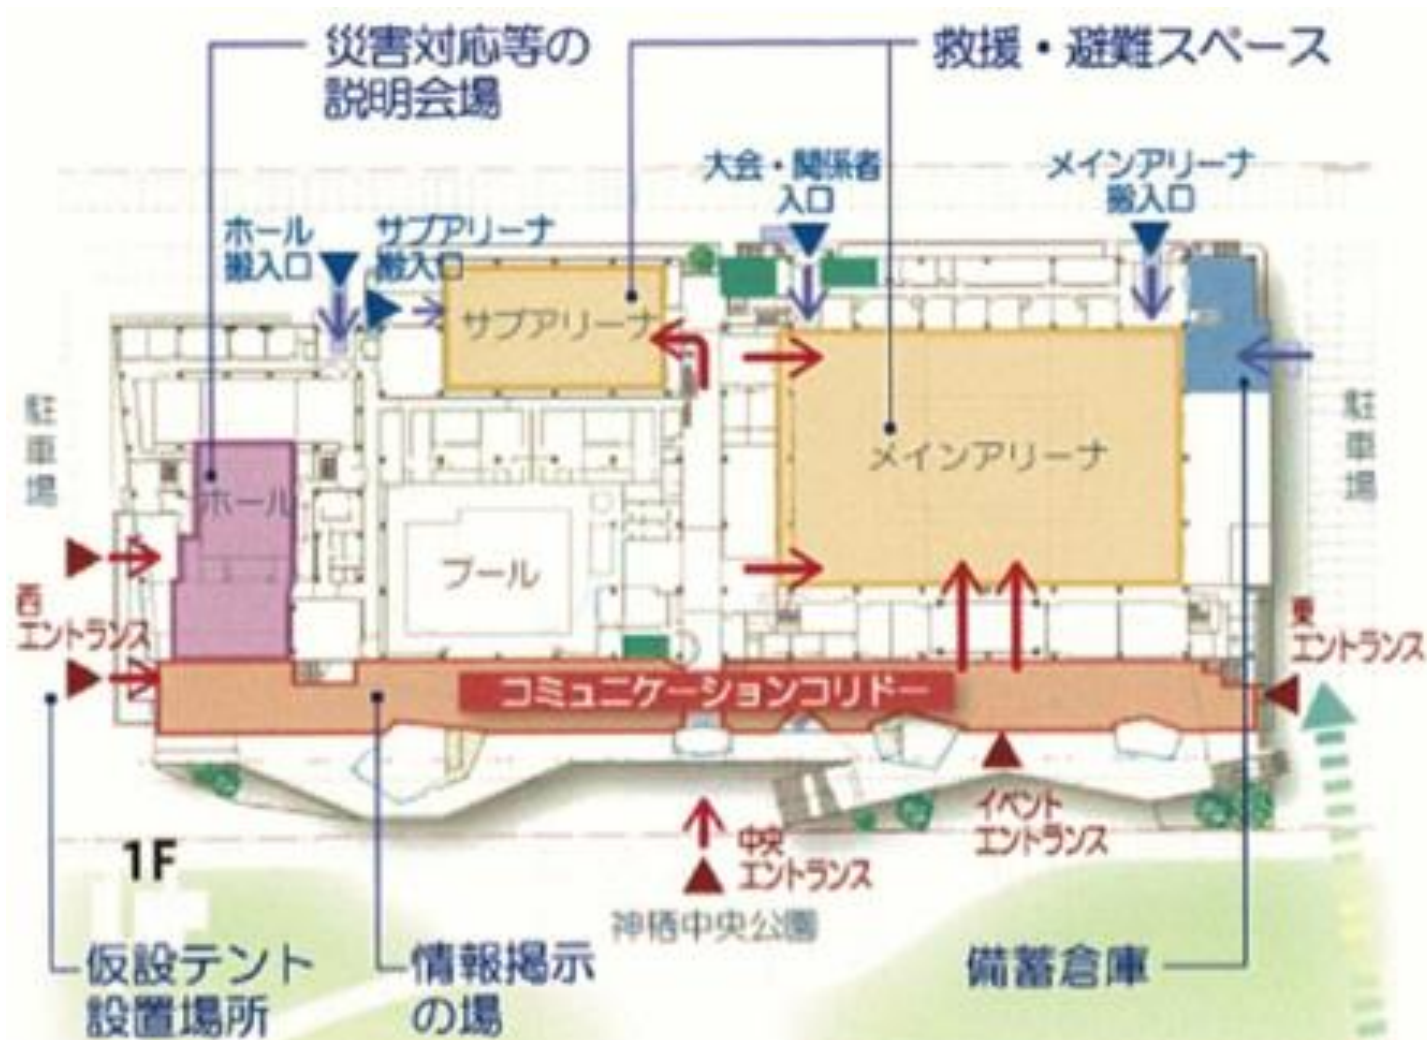 災害対応等の
説明会場
救援・避難スペース
大会・関係者
入口
メインアリーナ
搬入口
ホール
搬入口
サブアリーナ
搬入口
サブアリーナ
メインアリーナ
駐車場
駐車場
ホール
プール
西
エントランス
東
エントランス
コミュニケーションコリドー
イベント
エントランス
中央
エントランス
1F
神栖中央公園
仮設テント
設置場所
情報掲示
の場
備蓄倉庫